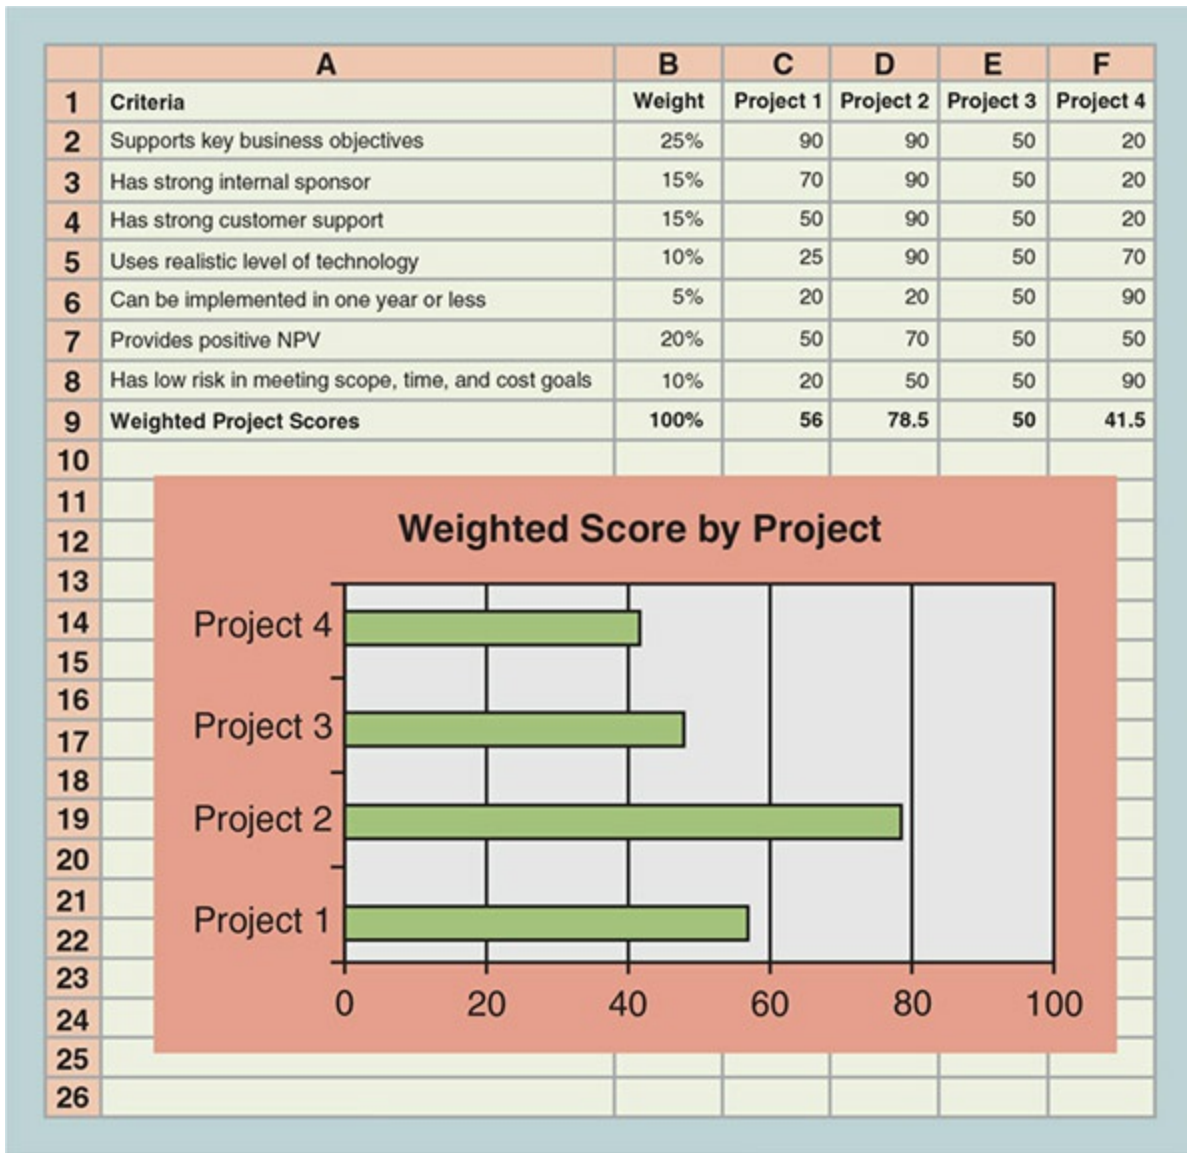 A B C D E F
1 Criteria Weight Project 1 Project 2 Project 3 Project 4
2 Supports key business objectives 25% 90 90 50 20
3 Has strong internal sponsor 15% 70 90 50 20
4 Has strong customer support 15% 50 90 50 20
5 Uses realistic level of technology 10% 25 90 50 70
6 Can be implemented in one year or less 5% 20 20 50 90
7 Provides positive NPV 20% 50 70 50 50
8 Has low risk in meeting scope, time, and cost goals 10% 20 50 50 90
9 Weighted Project Scores 100% 56 78.5 50 41.5
10
11
12 Weighted Score by Project
13
14 Project 4
15
16
17 Project 3
18
19 Project 2
20
21
22 Project 1
23
24 0 20 40 60 80 100
25
26